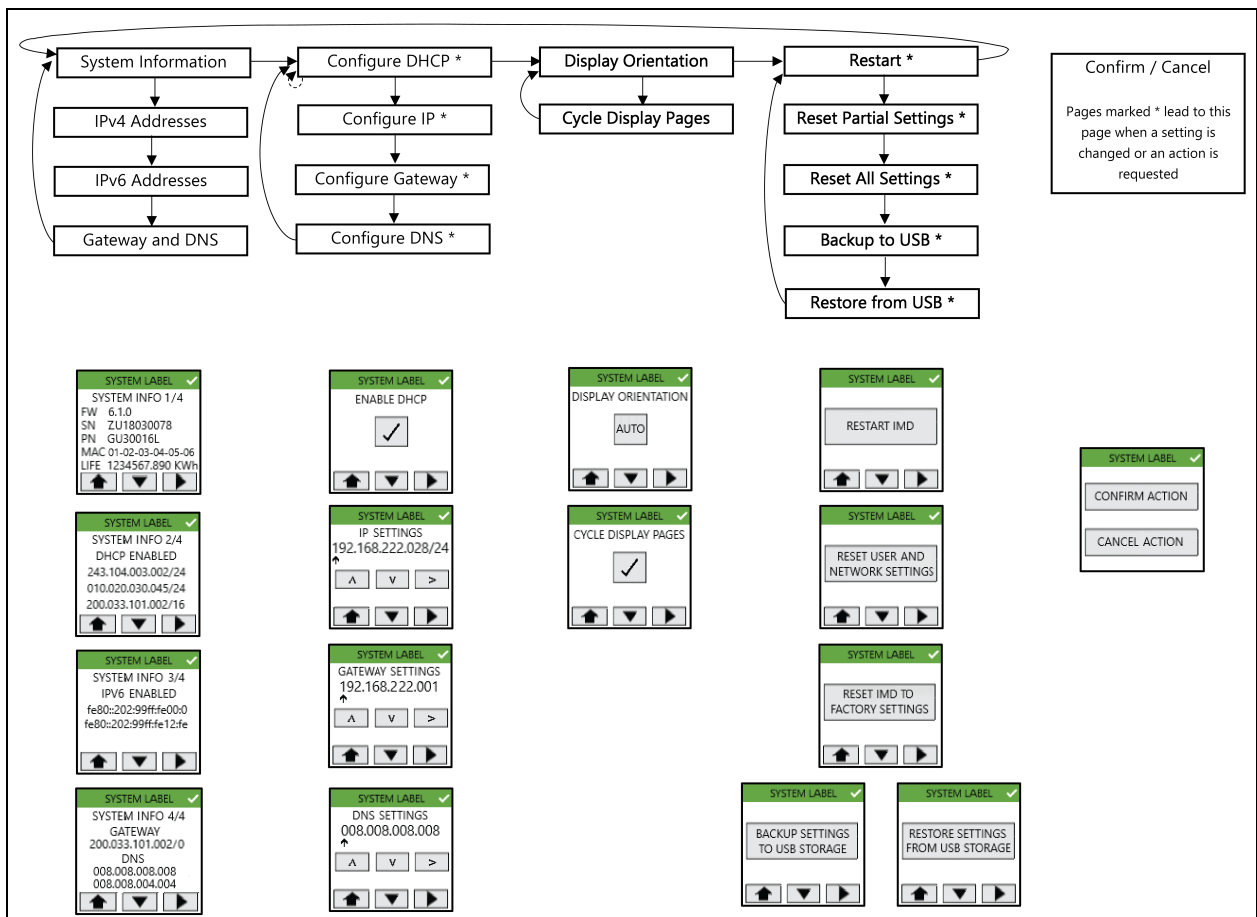 System Information
Configure DHCP *
Display Orientation
Restart *
IPv4 Addresses
Configure IP *
Cycle Display Pages
Reset Partial Settings *
IPv6 Addresses
Configure Gateway *
Reset All Settings *
Gateway and DNS
Configure DNS *
Backup to USB *
Restore from USB *
Confirm / Cancel
Pages marked * lead to this
page when a setting is
changed or an action is
requested
SYSTEM LABEL
SYSTEM INFO 1/4
FW 6.1.0
SN ZU18030078
PN GU30016L
MAC 01-02-03-04-05-06
LIFE 1234567.890 KWh
SYSTEM LABEL
ENABLE DHCP
SYSTEM LABEL
DISPLAY ORIENTATION
AUTO
SYSTEM LABEL
RESTART IMD
SYSTEM LABEL
CONFIRM ACTION
CANCEL ACTION
SYSTEM LABEL
SYSTEM INFO 2/4
DHCP ENABLED
243.104.003.002/24
010.020.030.045/24
200.033.101.002/16
SYSTEM LABEL
IP SETTINGS
192.168.222.028/24
SYSTEM LABEL
CYCLE DISPLAY PAGES
SYSTEM LABEL
RESET USER AND
NETWORK SETTINGS
SYSTEM LABEL
SYSTEM INFO 3/4
IPV6 ENABLED
fe80::202:99ff:fe00:0
fe80::202:99ff:fe12:fe
SYSTEM LABEL
GATEWAY SETTINGS
192.168.222.001
SYSTEM LABEL
RESET IMD TO
FACTORY SETTINGS
SYSTEM LABEL
SYSTEM INFO 4/4
GATEWAY
200.033.101.002/0
DNS
008.008.008.008
008.008.004.004
SYSTEM LABEL
DNS SETTINGS
008.008.008.008
SYSTEM LABEL
BACKUP SETTINGS
TO USB STORAGE
SYSTEM LABEL
RESTORE SETTINGS
FROM USB STORAGE